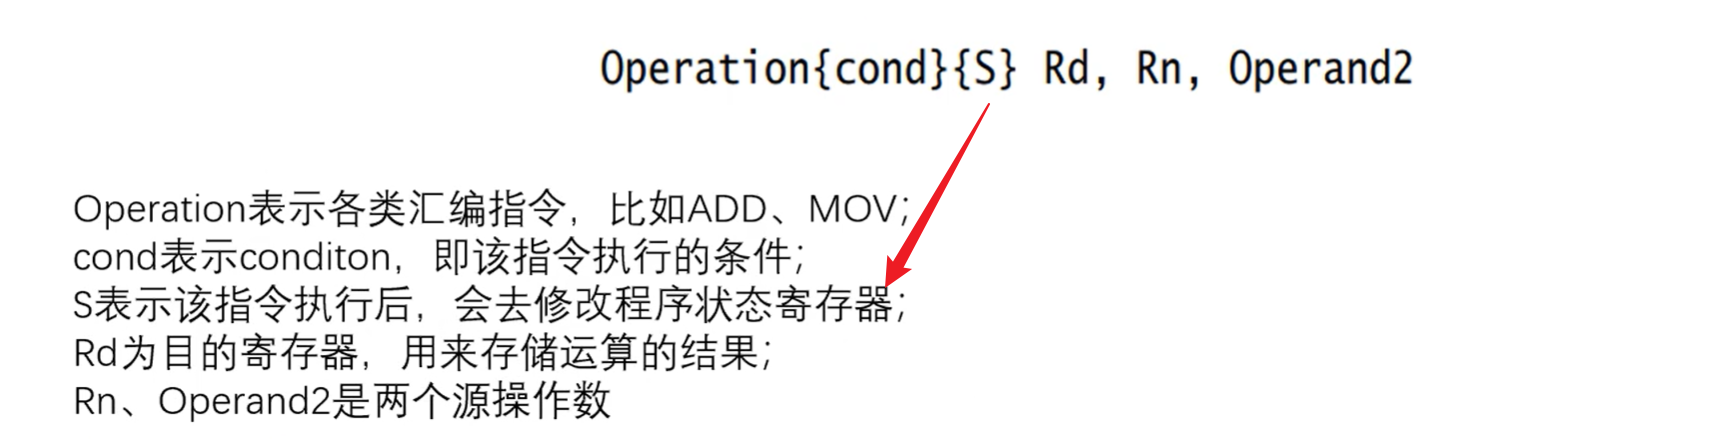 Operation{cond}{S} Rd, Rn, Operand2
Operation表示各类汇编指令，比如ADD、MOV；
cond表示conditon，即该指令执行的条件；
S表示该指令执行后，会去修改程序状态寄存器；
Rd为目的寄存器，用来存储运算的结果；
Rn、Operand2是两个源操作数